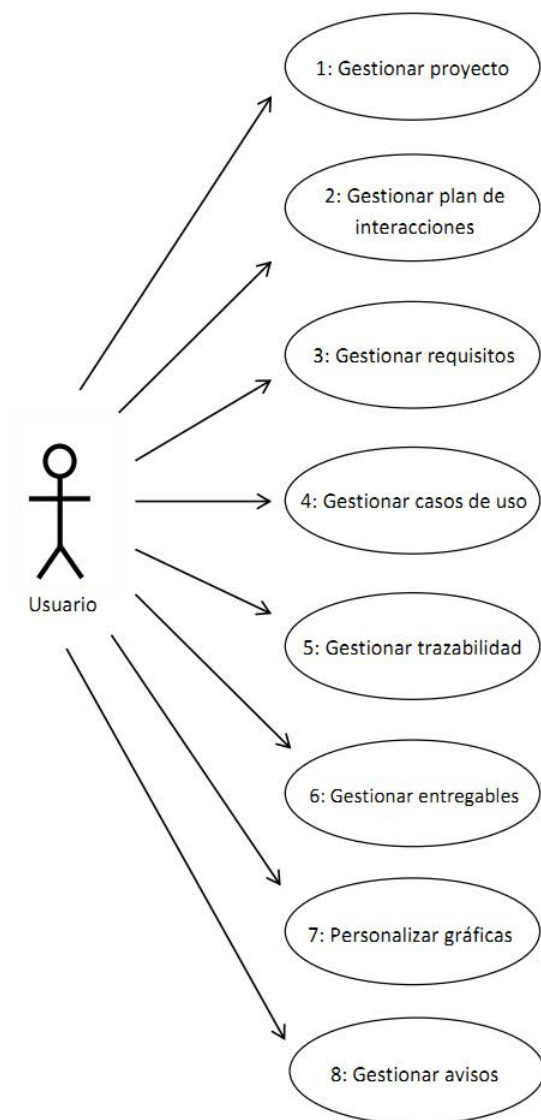 1: Gestionar proyecto
2: Gestionar plan de
interacciones
3: Gestionar requisitos
4: Gestionar casos de uso
Usuario
5: Gestionar trazabilidad
6: Gestionar entregables
7: Personalizar gráficas
8: Gestionar avisos